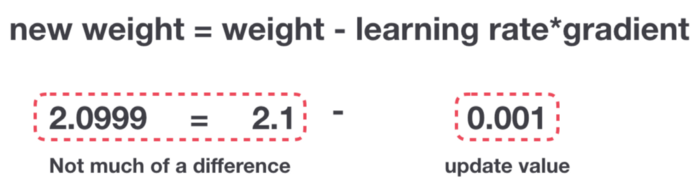 new weight = weight - learning rate*gradient
2.0999 = 2.1 - 0.001
Not much of a difference update value